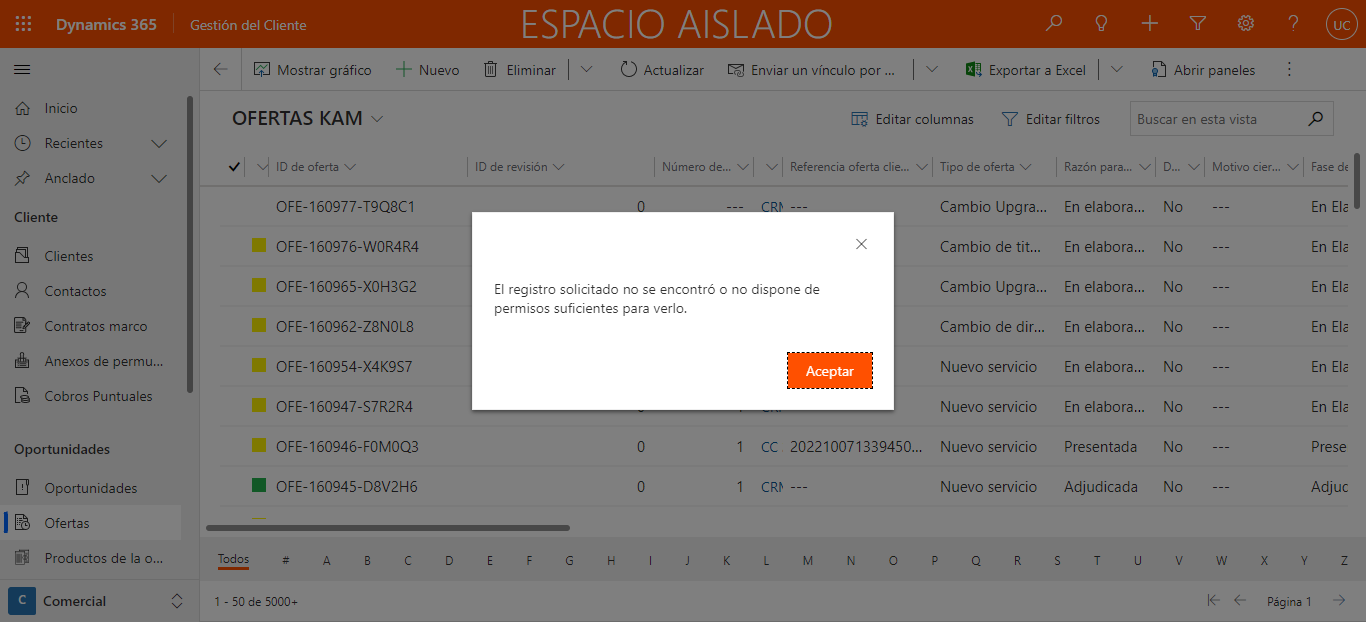 Dynamics 365 Gestión del Cliente ESPACIO AISLADO UC
Mostrar gráfico Nuevo Eliminar Actualizar Enviar un vínculo por ... Exportar a Excel Abrir paneles
Inicio
Recientes
Anclado
Cliente
Clientes
Contactos
Contratos marco
Anexos de permu...
Cobros Puntuales
Oportunidades
Oportunidades
Ofertas
Productos de la o...
C Comercial
OFERTAS KAM Editar columnas Editar filtros Buscar en esta vista
ID de oferta ID de revisión Número de... Referencia oferta clie... Tipo de oferta Razón para... D... Motivo cier... Fase de
OFE-160977-T9Q8C1 0 --- CRM --- Cambio Upgra... En elabora... No --- En Ela
OFE-160976-W0R4R4 Cambio de tit... En elabora... No --- En Ela
OFE-160965-X0H3G2 Cambio Upgra... En elabora... No --- En Ela
OFE-160962-Z8N0L8 Cambio de dir... En elabora... No --- En Ela
OFE-160954-X4K9S7 Nuevo servicio En elabora... No --- En Ela
OFE-160947-S7R2R4 Nuevo servicio En elabora... No --- En Ela
OFE-160946-F0M0Q3 0 1 CC 202210071339450... Nuevo servicio Presentada No --- Prese
OFE-160945-D8V2H6 0 1 CRM --- Nuevo servicio Adjudicada No --- Adjuc
El registro solicitado no se encontró o no dispone de
permisos suficientes para verlo.
Aceptar
Todos # A B C D E F G H I J K L M N O P Q R S T U V W X Y Z
1 - 50 de 5000+ Página 1